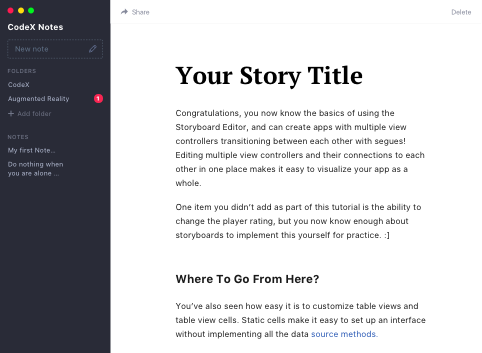 CodeX Notes
New note
FOLDERS
CodeX
Augmented Reality 1
Add folder
NOTES
My first Note...
Do nothing when
you are alone ...
Share
Delete
Your Story Title
Congratulations, you now know the basics of using the
Storyboard Editor, and can create apps with multiple view
controllers transitioning between each other with segues!
Editing multiple view controllers and their connections to each
other in one place makes it easy to visualize your app as a
whole.
One item you didn't add as part of this tutorial is the ability to
change the player rating, but you now know enough about
storyboards to implement this yourself for practice. :]
Where To Go From Here?
You've also seen how easy it is to customize table views and
table view cells. Static cells make it easy to set up an interface
without implementing all the data source methods.